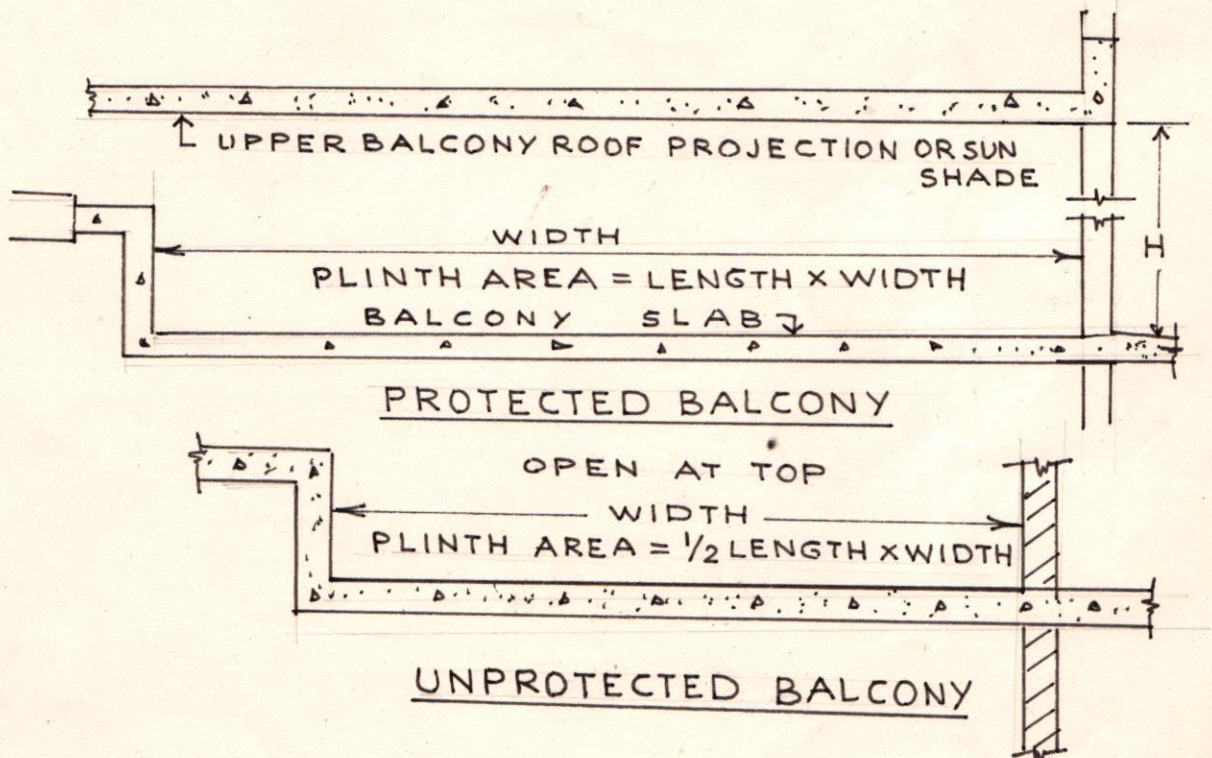 UPPER BALCONY ROOF PROJECTION OR SUN
SHADE
WIDTH
H
PLINTH AREA = LENGTH X WIDTH
BALCONY SLAB
PROTECTED BALCONY
OPEN AT TOP
WIDTH
PLINTH AREA = 1/2 LENGTH X WIDTH
UNPROTECTED BALCONY